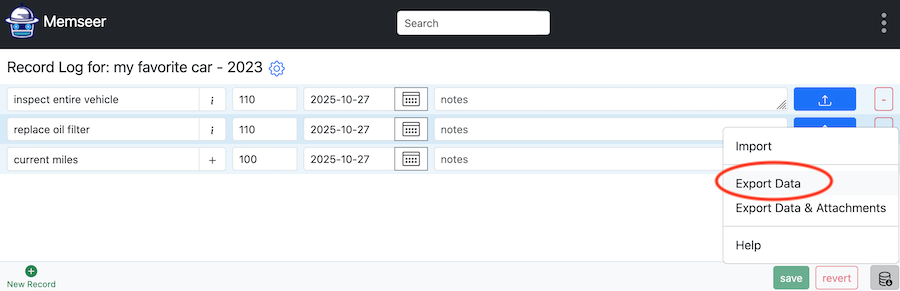 Memseer
Search
Record Log for: my favorite car - 2023
inspect entire vehicle i 110 2025-10-27 notes -
replace oil filter i 110 2025-10-27 notes
current miles + 100 2025-10-27 notes
Import
Export Data
Export Data & Attachments
Help
New Record
save revert